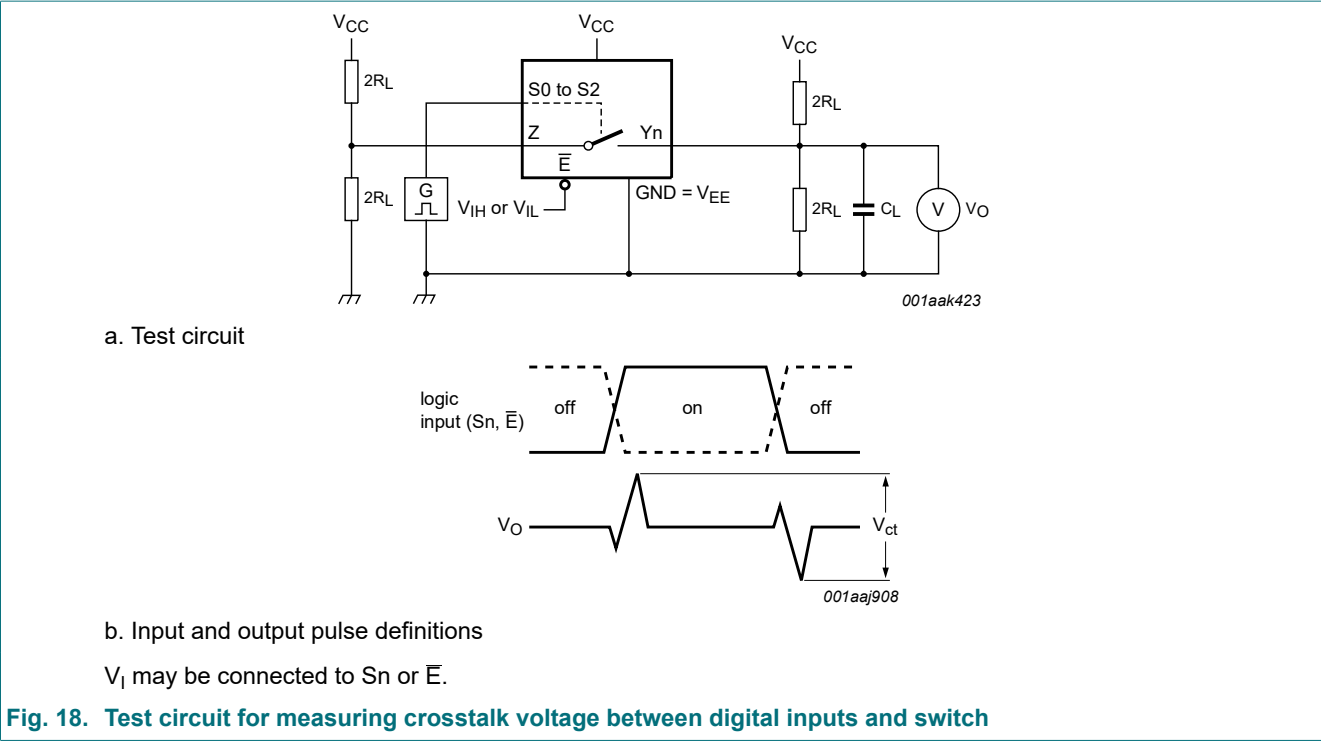 VCC
VCC
VCC
2RL
S0 to S2
2RL
Z
Yn
E̅
2RL
G
VIH or VIL
GND = VEE
2RL
CL
V
VO
001aak423
a. Test circuit
logic
input (Sn, E̅)
off
on
off
VO
Vct
001aaj908
b. Input and output pulse definitions
VI may be connected to Sn or E̅.
Fig. 18. Test circuit for measuring crosstalk voltage between digital inputs and switch